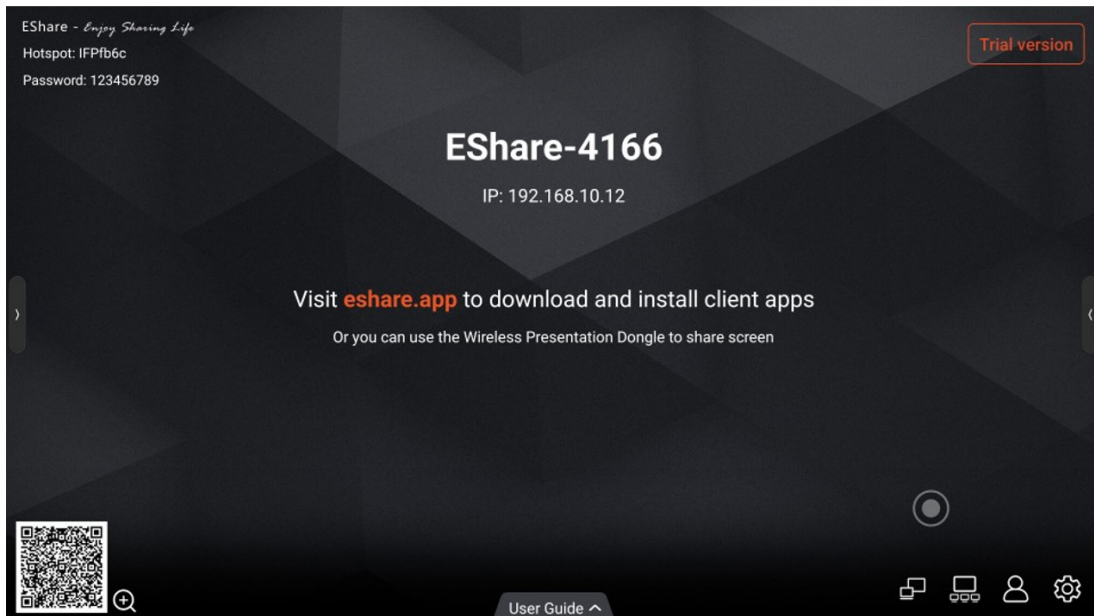 EShare - Enjoy Sharing Life
Hotspot: IFPfb6c
Password: 123456789
Trial version
EShare-4166
IP: 192.168.10.12
Visit eshare.app to download and install client apps
Or you can use the Wireless Presentation Dongle to share screen
User Guide